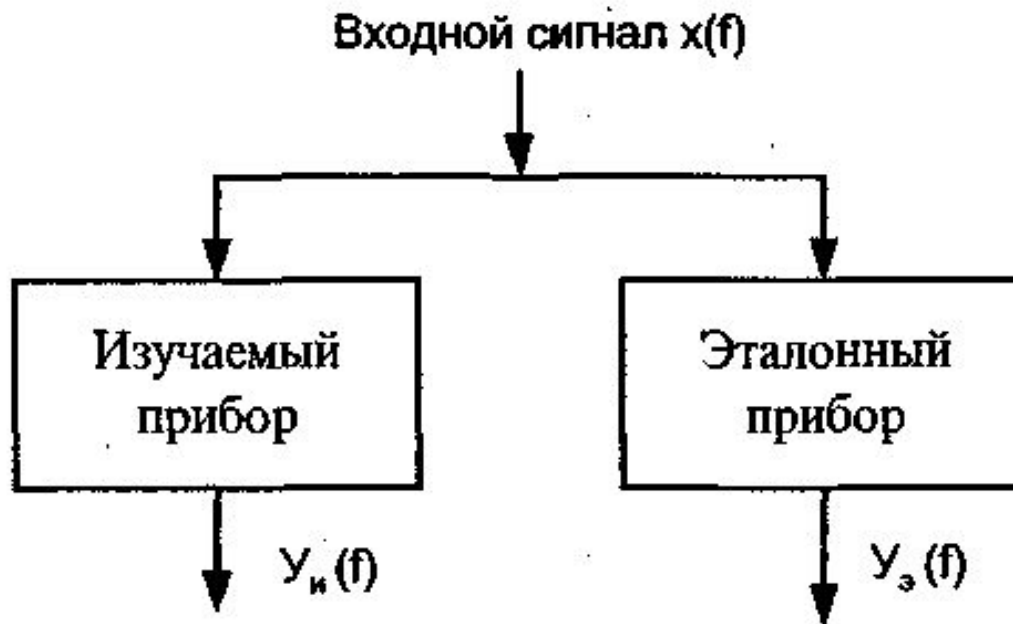 Входной сигнал x(f)
Изучаемый
прибор
Эталонный
прибор
Уи (f)
Уэ (f)